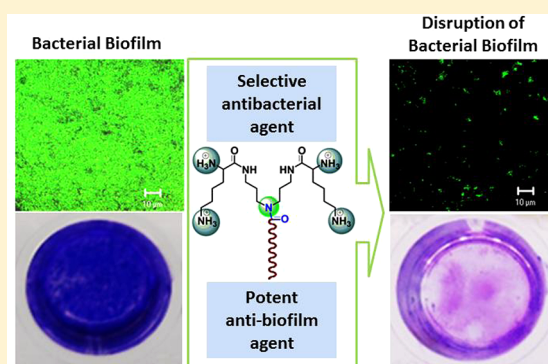 Bacterial Biofilm
Disruption of
Bacterial Biofilm
Selective
antibacterial
agent
H₃N
O
NH
O
HN
NH₃
N
O
NH₃
NH₃
10 µm
10 µm
Potent
anti-biofilm
agent